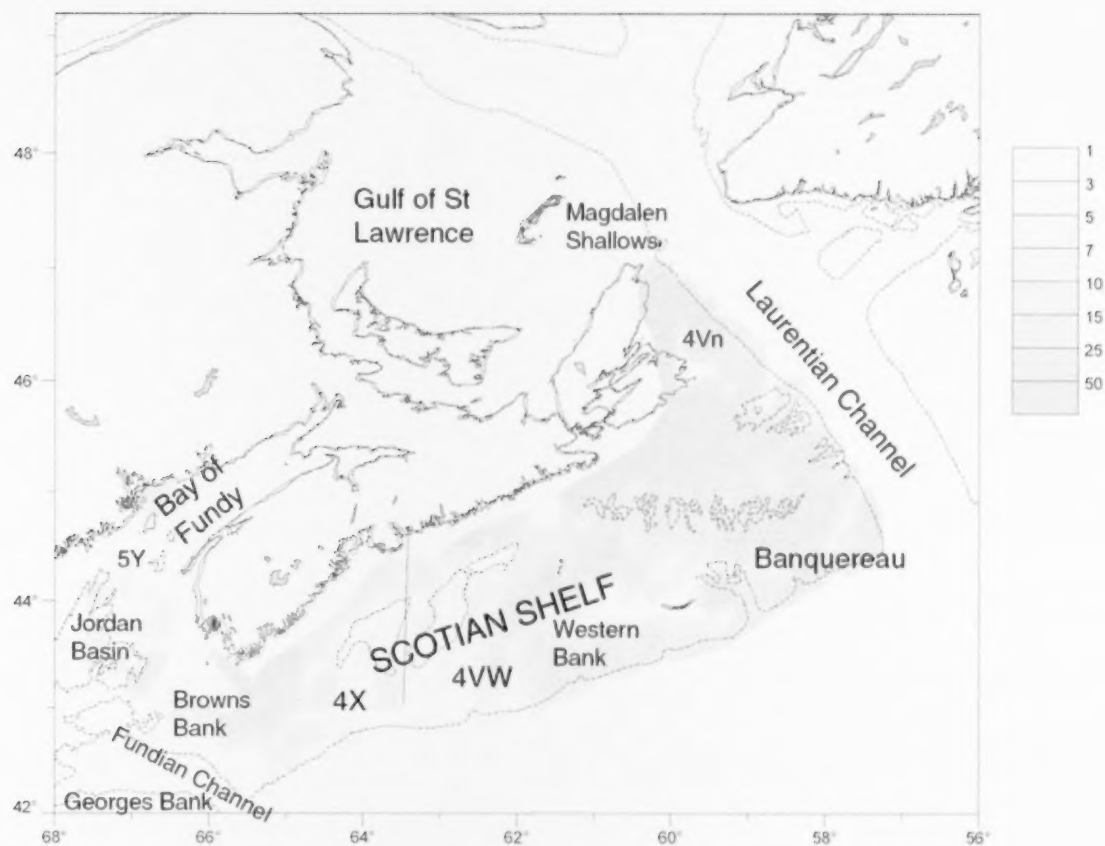 48°
46°
44°
42°
68°
66°
64°
62°
60°
58°
56°
Gulf of St
Lawrence
Magdalen
Shallows
4Vn
Laurentian Channel
Bay of
Fundy
5Y
Jordan
Basin
SCOTIAN SHELF
Banquereau
Western
Bank
4VW
4X
Browns
Bank
Fundian Channel
Georges Bank
1
3
5
7
10
15
25
50